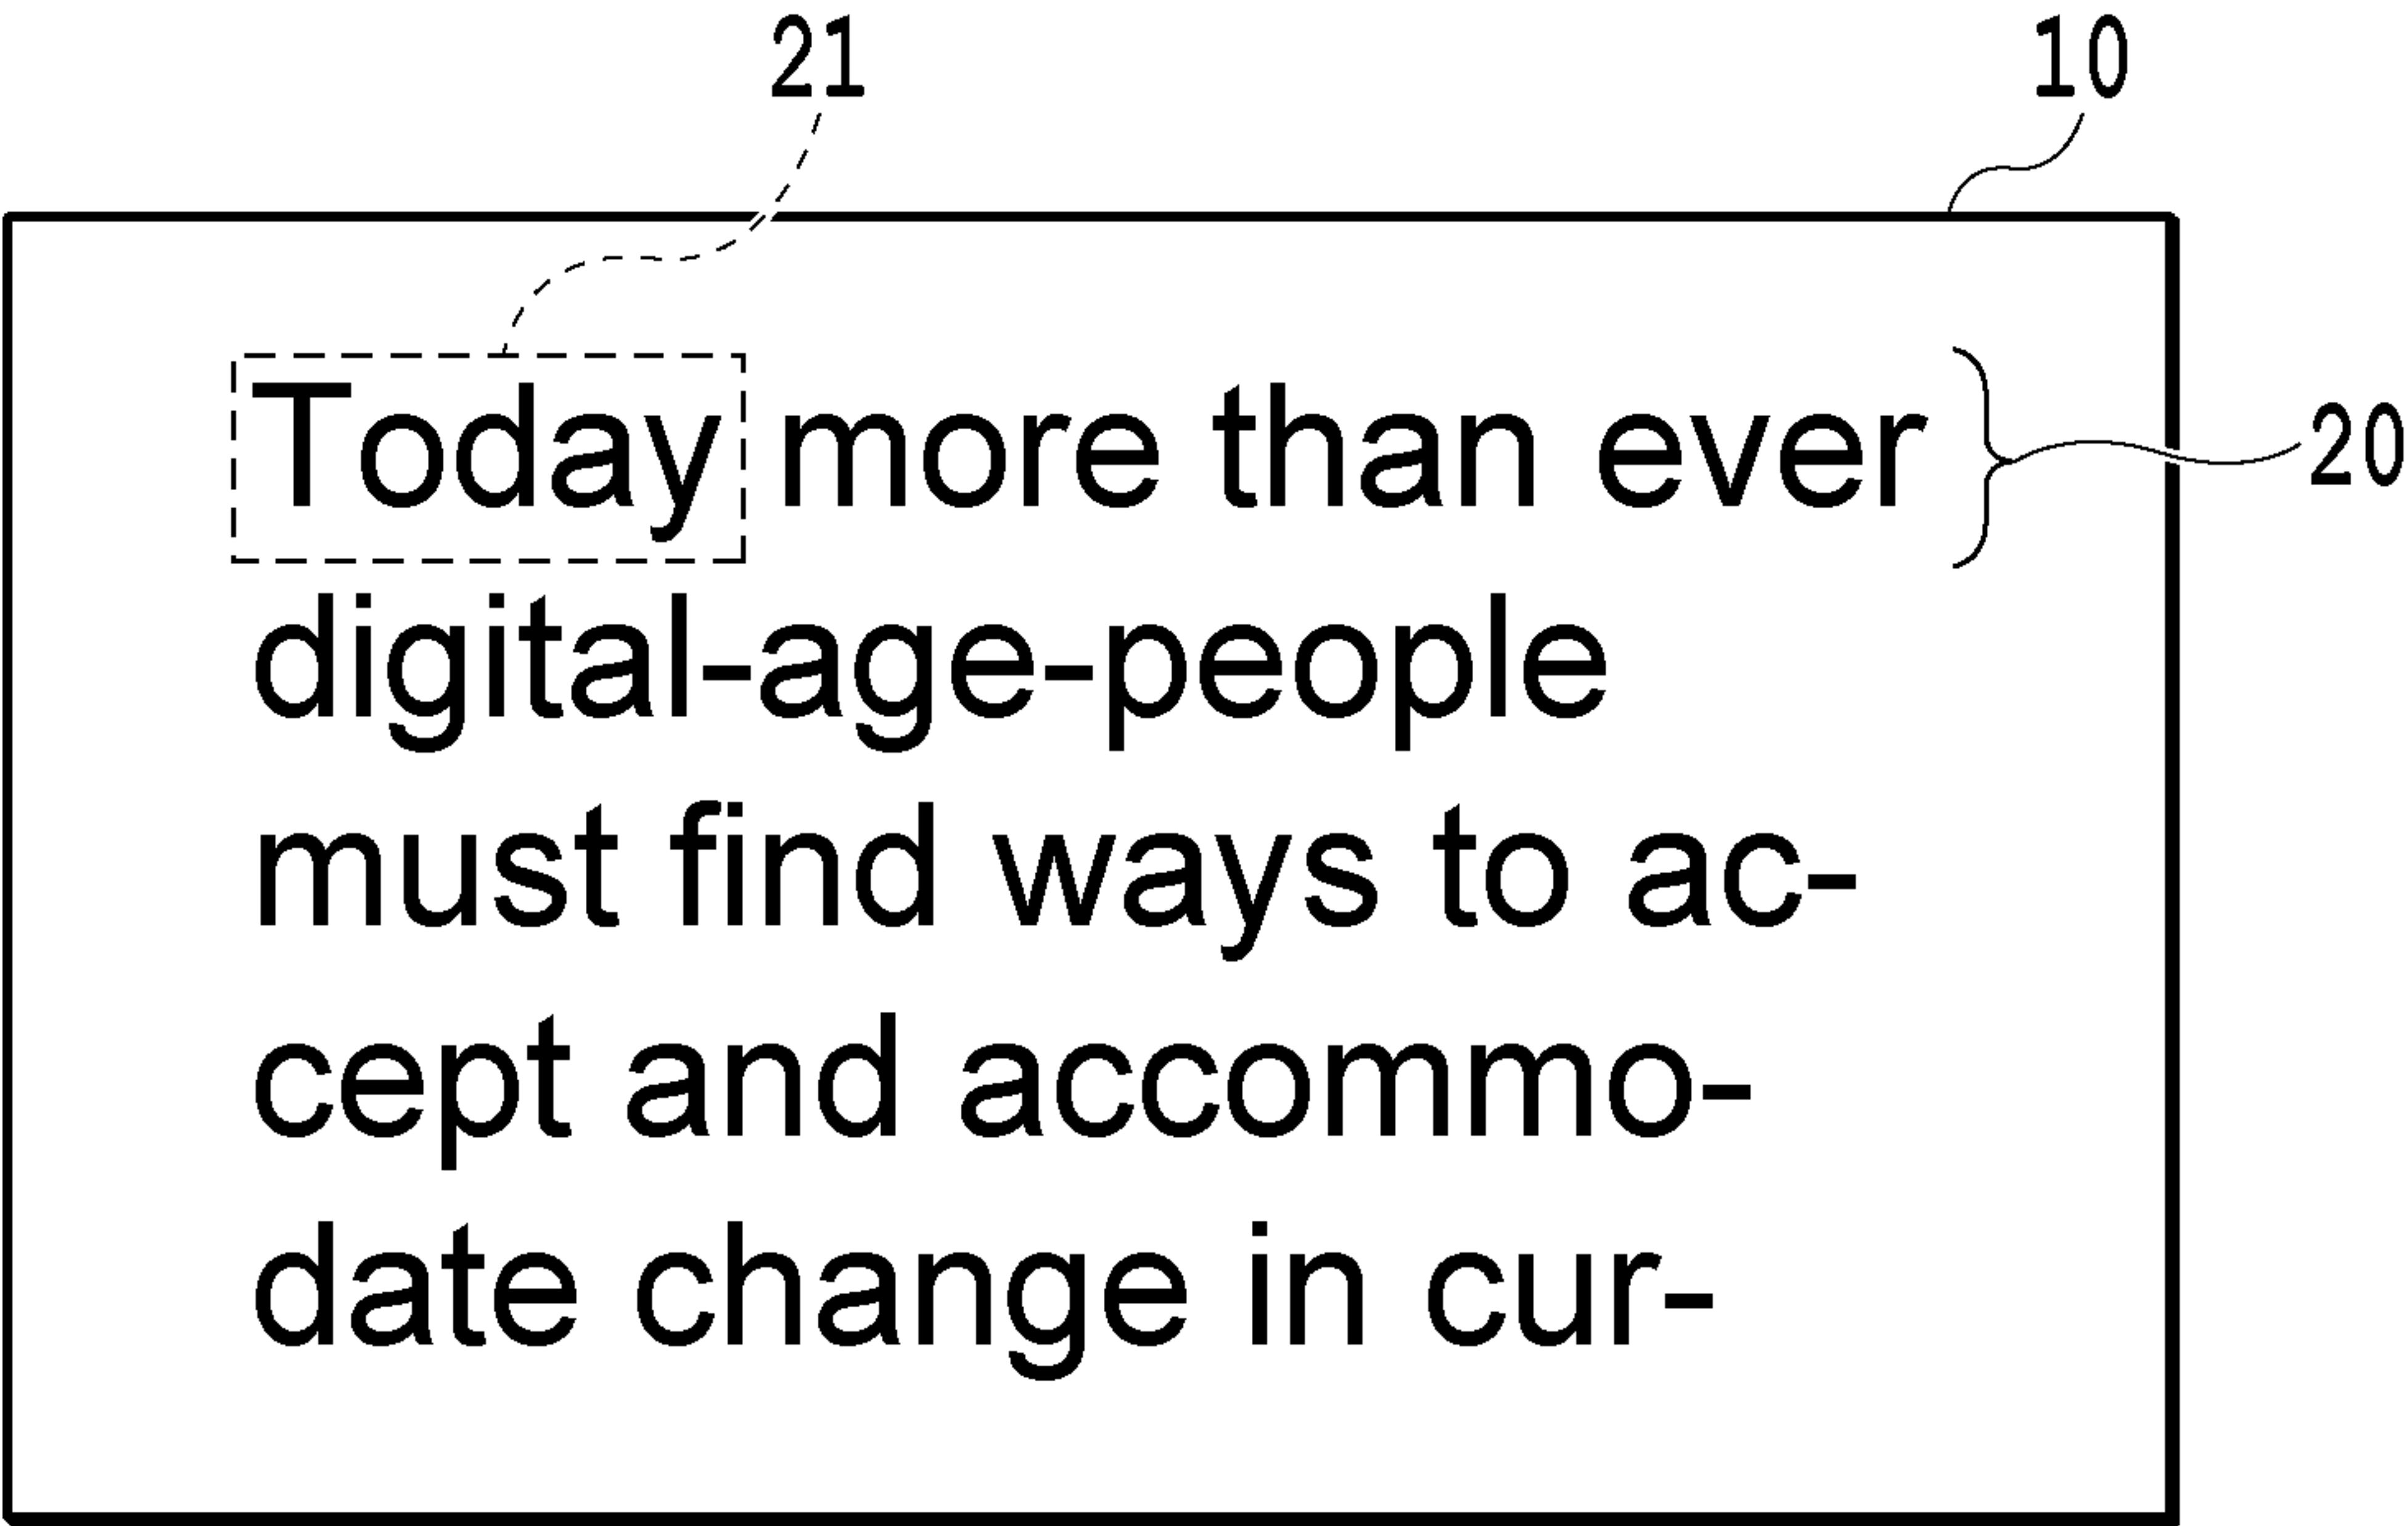 21 10
Today more than ever
20
digital-age-people
must find ways to ac-
cept and accommo-
date change in cur-